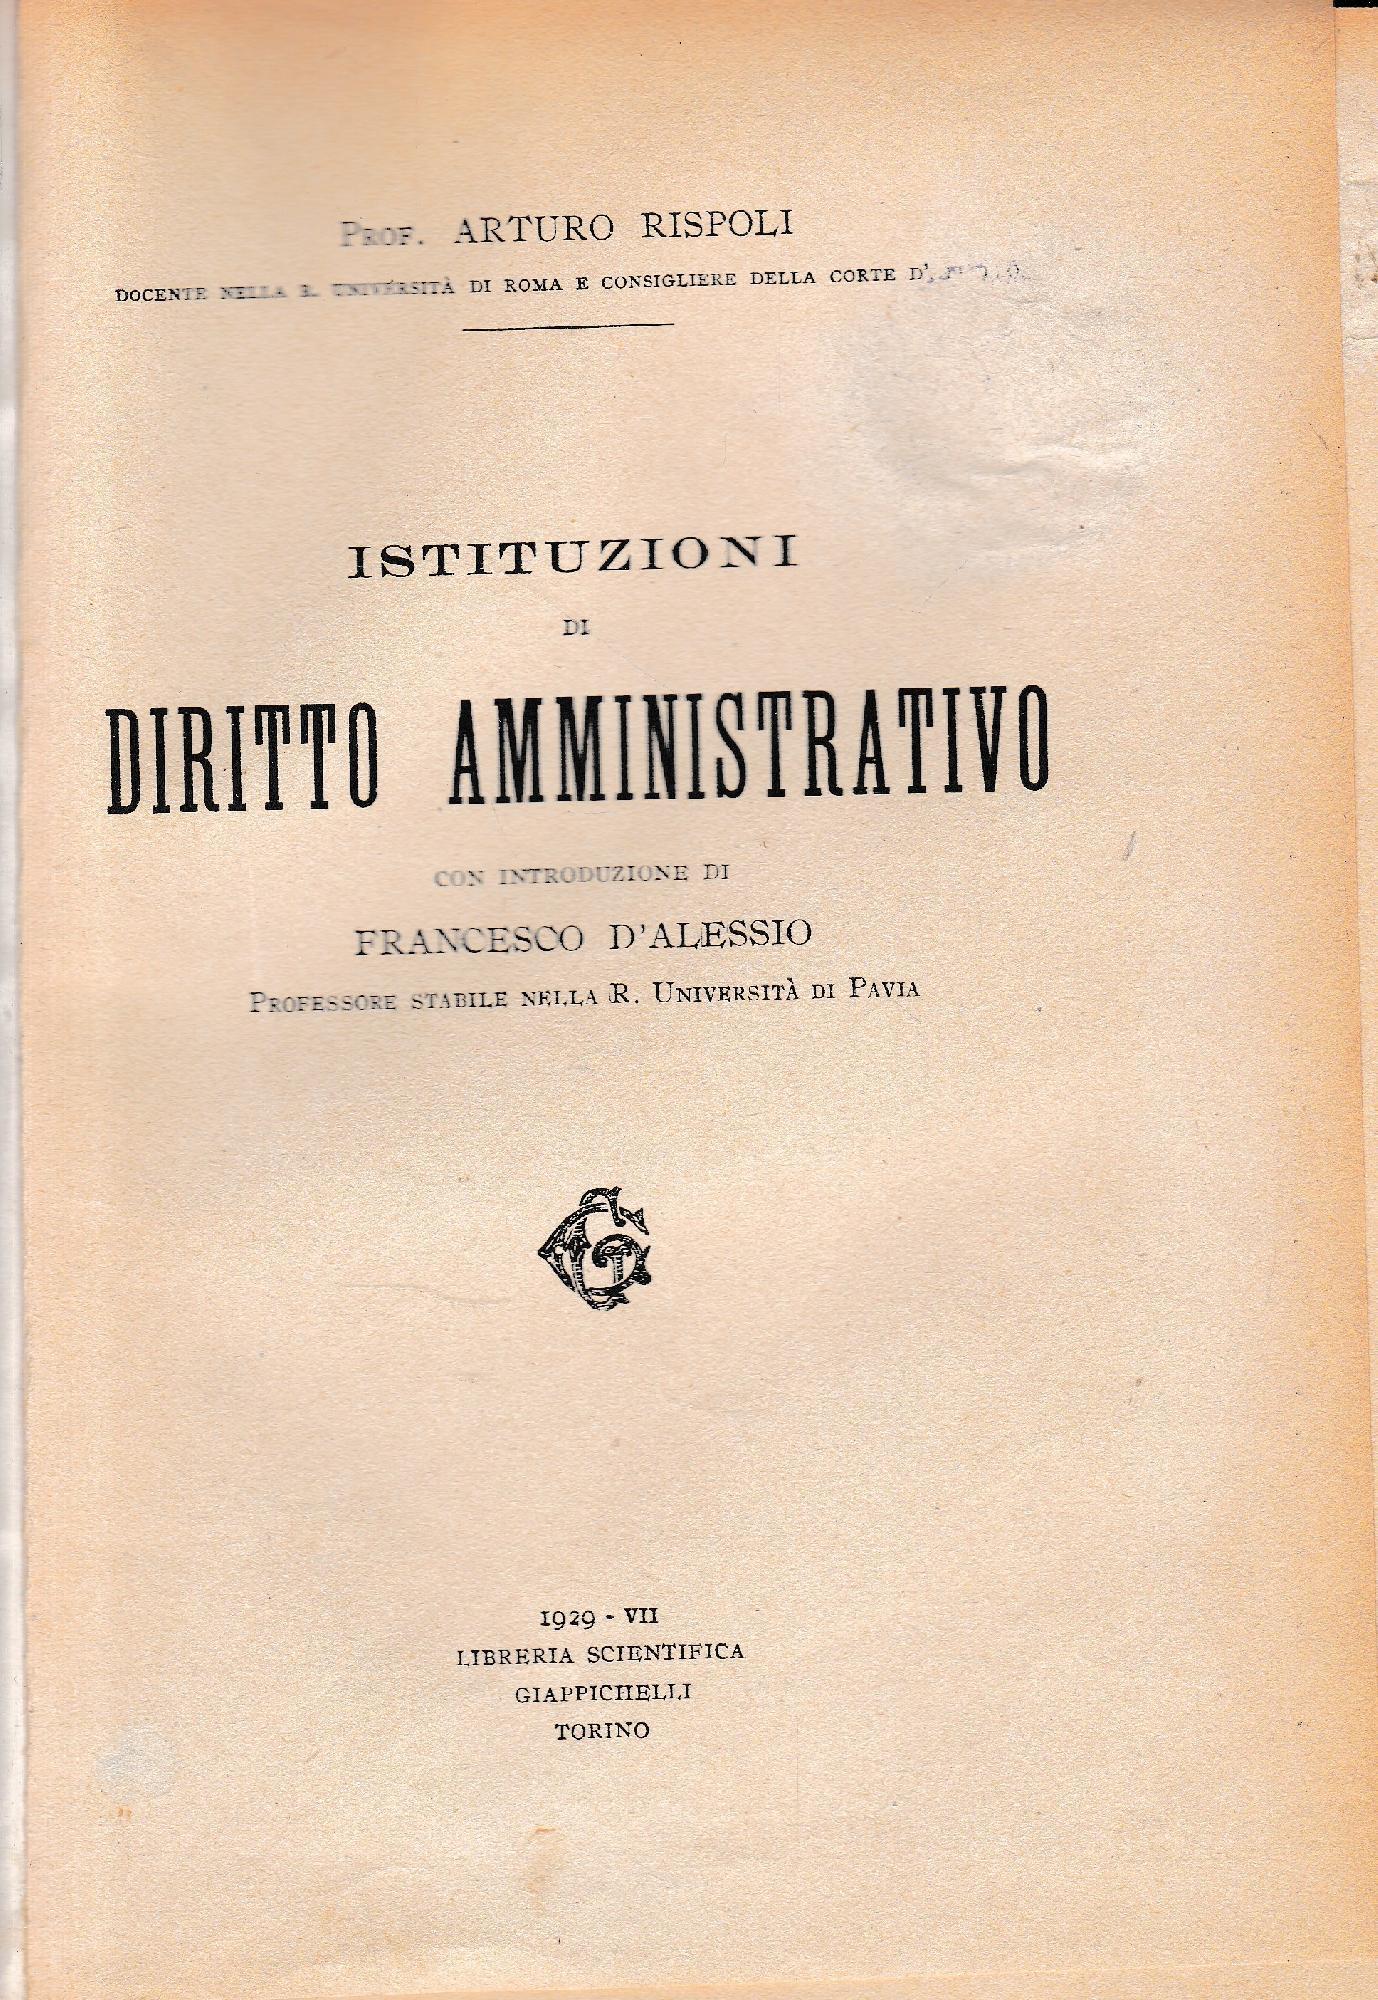 Prof. ARTURO RISPOLI
DOCENTE NELLA R. UNIVERSITÀ DI ROMA E CONSIGLIERE DELLA CORTE
ISTITUZIONI
DI
DIRITTO AMMINISTRATIVO
CON INTRODUZIONE DI
FRANCESCO D'ALESSIO
Professore stabile nella R. Università di Pavia
1929 - VII
LIBRERIA SCIENTIFICA
GIAPPICHELLI
TORINO